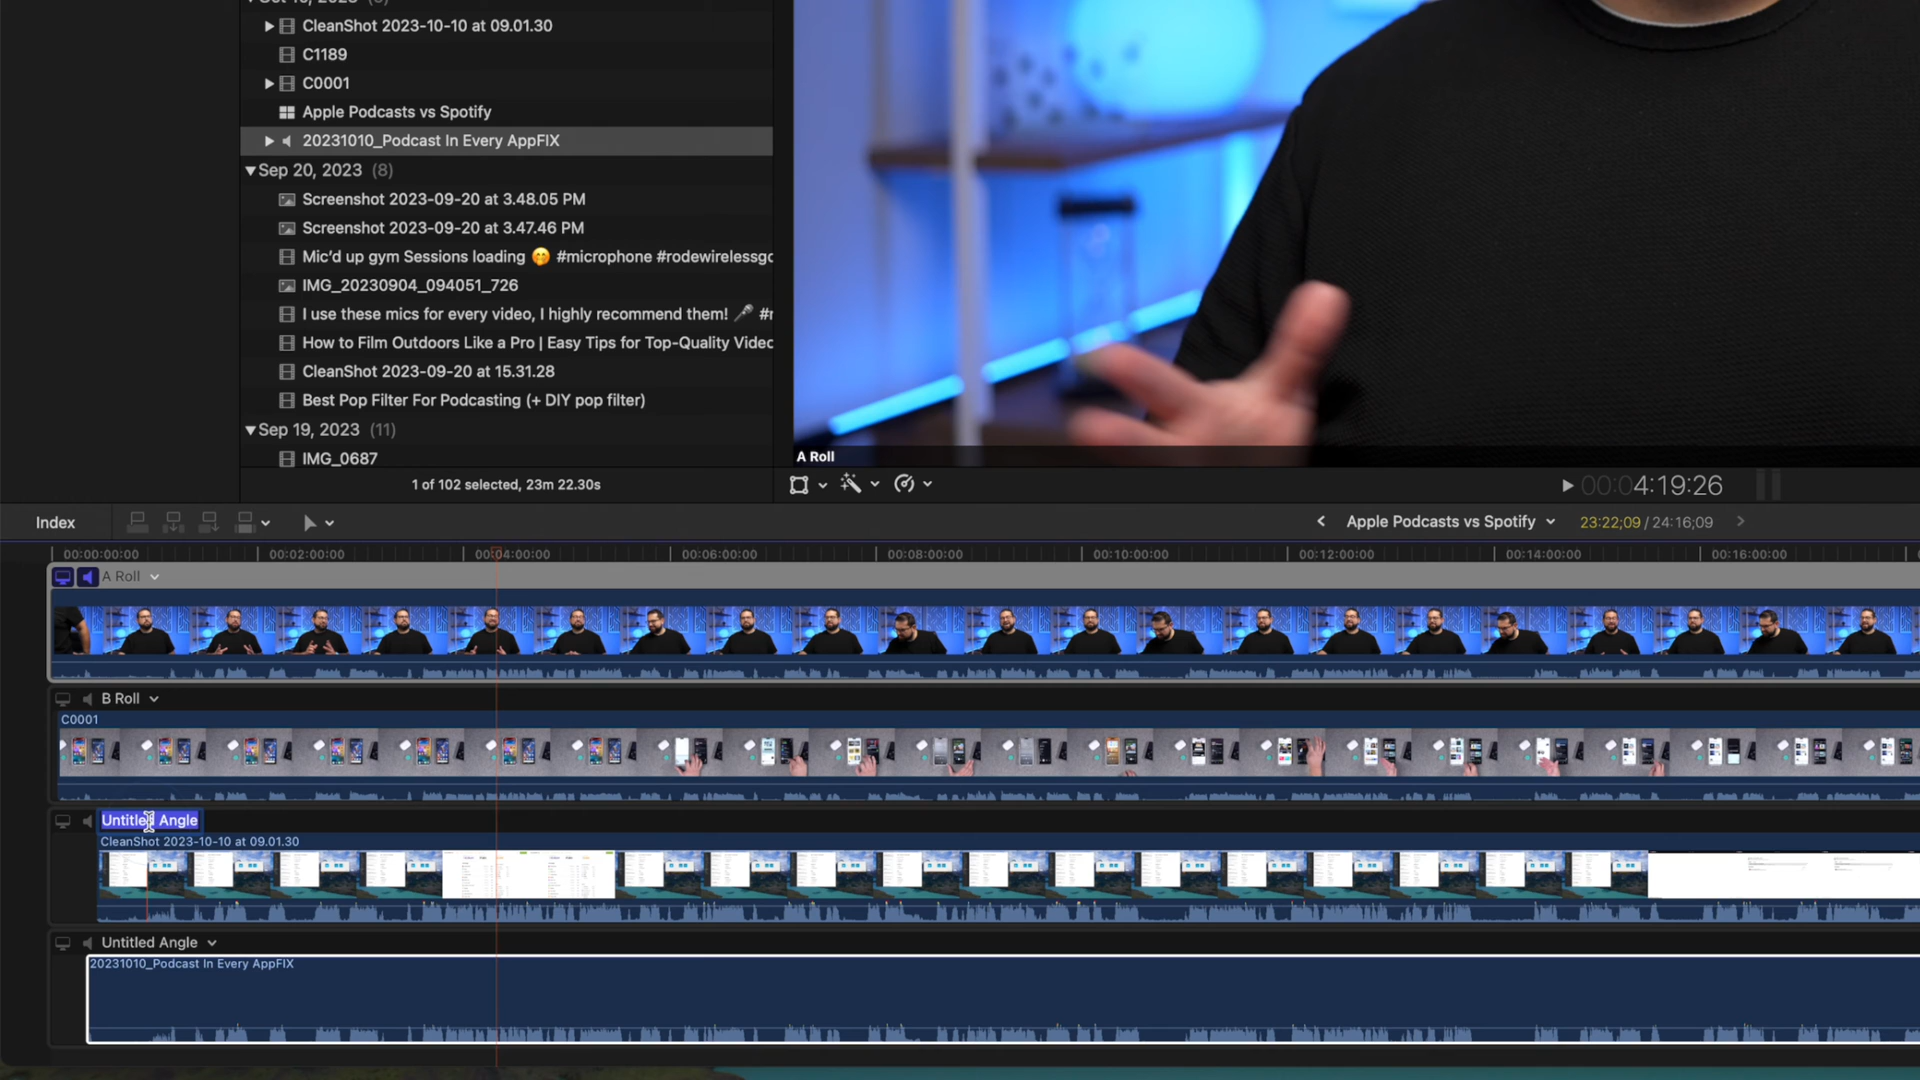 CleanShot 2023-10-10 at 09.01.30
C1189
C0001
Apple Podcasts vs Spotify
20231010_Podcast In Every AppFIX
Sep 20, 2023 (8)
Screenshot 2023-09-20 at 3.48.05 PM
Screenshot 2023-09-20 at 3.47.46 PM
Mic'd up gym Sessions loading 🤭 #microphone #rodewirelessgo
IMG_20230904_094051_726
I use these mics for every video, I highly recommend them! 🎤 #r
How to Film Outdoors Like a Pro | Easy Tips for Top-Quality Video
CleanShot 2023-09-20 at 15.31.28
Best Pop Filter For Podcasting (+ DIY pop filter)
Sep 19, 2023 (11)
IMG_0687
1 of 102 selected, 23m 22.30s
A Roll
00:04:19:26
Index
Apple Podcasts vs Spotify
23:22;09 / 24:16;09
00:00:00:00 00:02:00:00 00:04:00:00 00:06:00:00 00:08:00:00 00:10:00:00 00:12:00:00 00:14:00:00 00:16:00:00
A Roll
B Roll
C0001
Untitled Angle
CleanShot 2023-10-10 at 09.01.30
Untitled Angle
20231010_Podcast In Every AppFIX